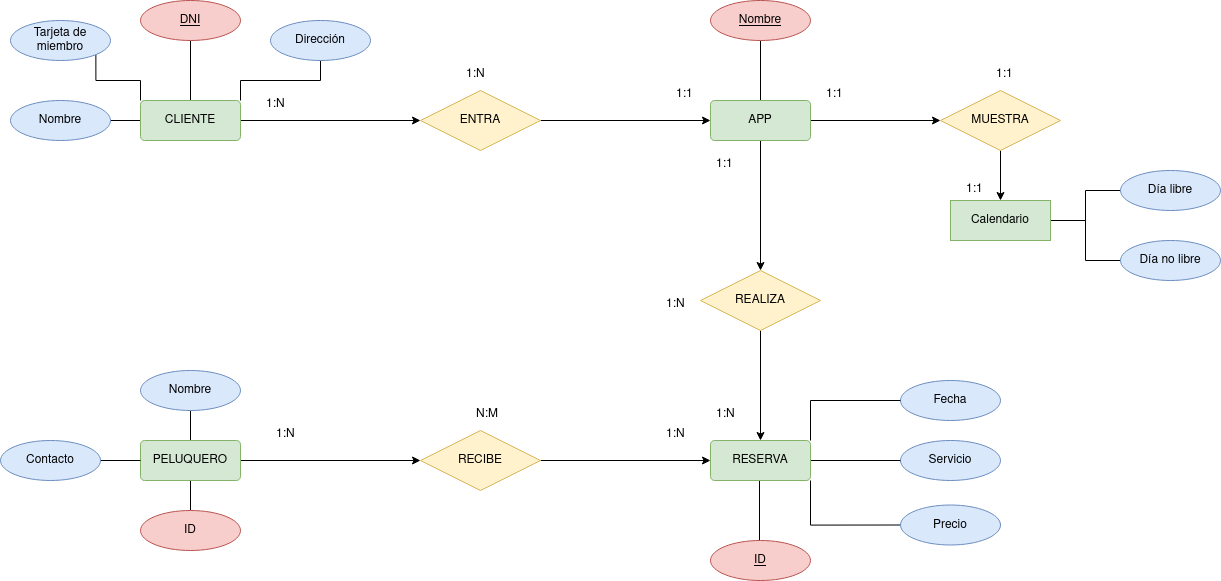 DNI
Nombre
Tarjeta de
miembro
Dirección
1:N
1:1
1:N
1:1
1:1
Nombre
CLIENTE
ENTRA
APP
MUESTRA
1:1
1:1
Día libre
Calendario
Día no libre
1:N
REALIZA
Nombre
Fecha
N:M
1:N
1:N
1:N
Contacto
PELUQUERO
RECIBE
RESERVA
Servicio
ID
Precio
ID